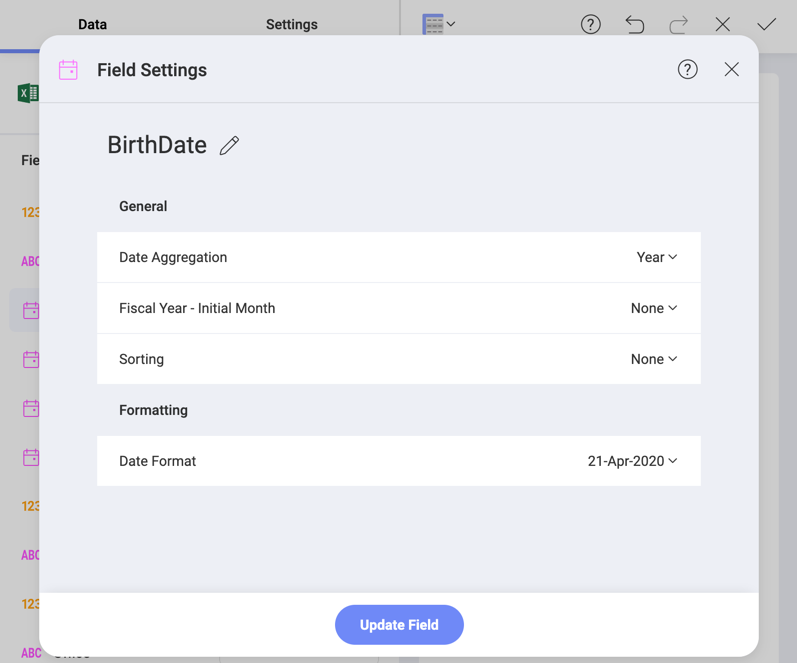 Data
Settings
Field Settings
BirthDate
Fie
General
123
Date Aggregation
Year
ABC
Fiscal Year - Initial Month
None
Sorting
None
Formatting
Date Format
21-Apr-2020
123
ABC
123
Update Field
ABC